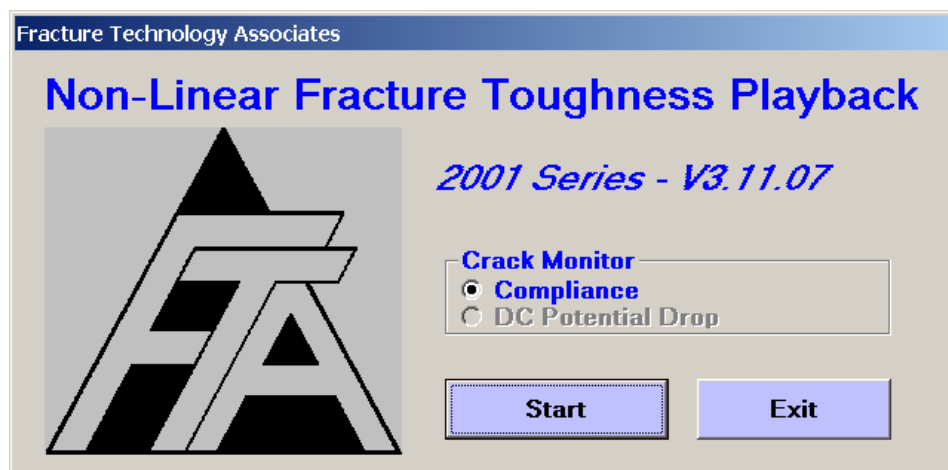 Fracture Technology Associates
Non-Linear Fracture Toughness Playback
2001 Series - V3.11.07
FTA
Crack Monitor
Compliance
DC Potential Drop
Start
Exit